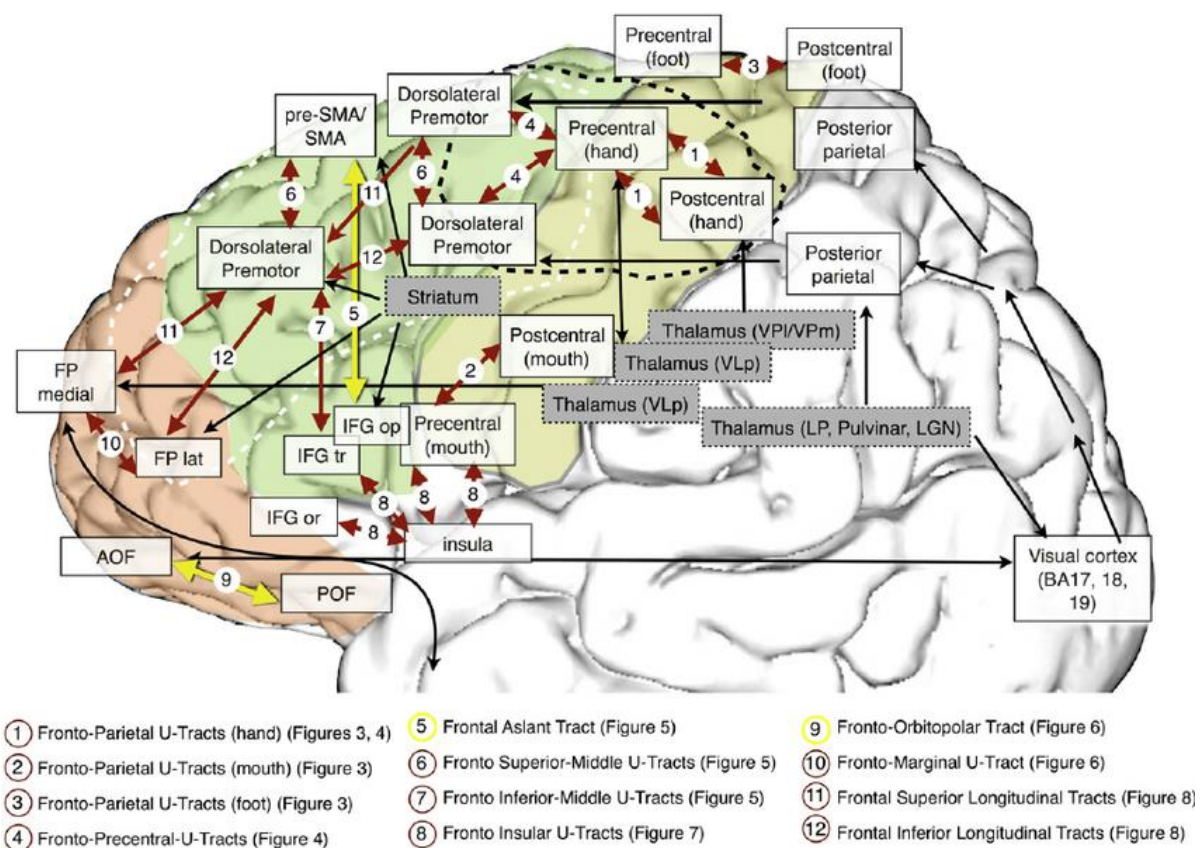 Precentral
(foot)
3
Postcentral
(foot)
pre-SMA/
SMA
Dorsolateral
Premotor
4
Precentral
(hand)
1
Posterior
parietal
6
11
6
4
1
Postcentral
(hand)
Dorsolateral
Premotor
12
Dorsolateral
Premotor
Posterior
parietal
Striatum
11
7
5
12
Postcentral
(mouth)
Thalamus (VPl/VPm)
Thalamus (VLp)
2
FP
medial
Thalamus (VLp)
10
FP lat
IFG tr
IFG op
Precentral
(mouth)
Thalamus (LP, Pulvinar, LGN)
8
8
8
IFG or
8
insula
AOF
9
POF
Visual cortex
(BA17, 18,
19)
1 Fronto-Parietal U-Tracts (hand) (Figures 3, 4)
2 Fronto-Parietal U-Tracts (mouth) (Figure 3)
3 Fronto-Parietal U-Tracts (foot) (Figure 3)
4 Fronto-Precentral-U-Tracts (Figure 4)
5 Frontal Aslant Tract (Figure 5)
6 Fronto Superior-Middle U-Tracts (Figure 5)
7 Fronto Inferior-Middle U-Tracts (Figure 5)
8 Fronto Insular U-Tracts (Figure 7)
9 Fronto-Orbitopolar Tract (Figure 6)
10 Fronto-Marginal U-Tract (Figure 6)
11 Frontal Superior Longitudinal Tracts (Figure 8)
12 Frontal Inferior Longitudinal Tracts (Figure 8)